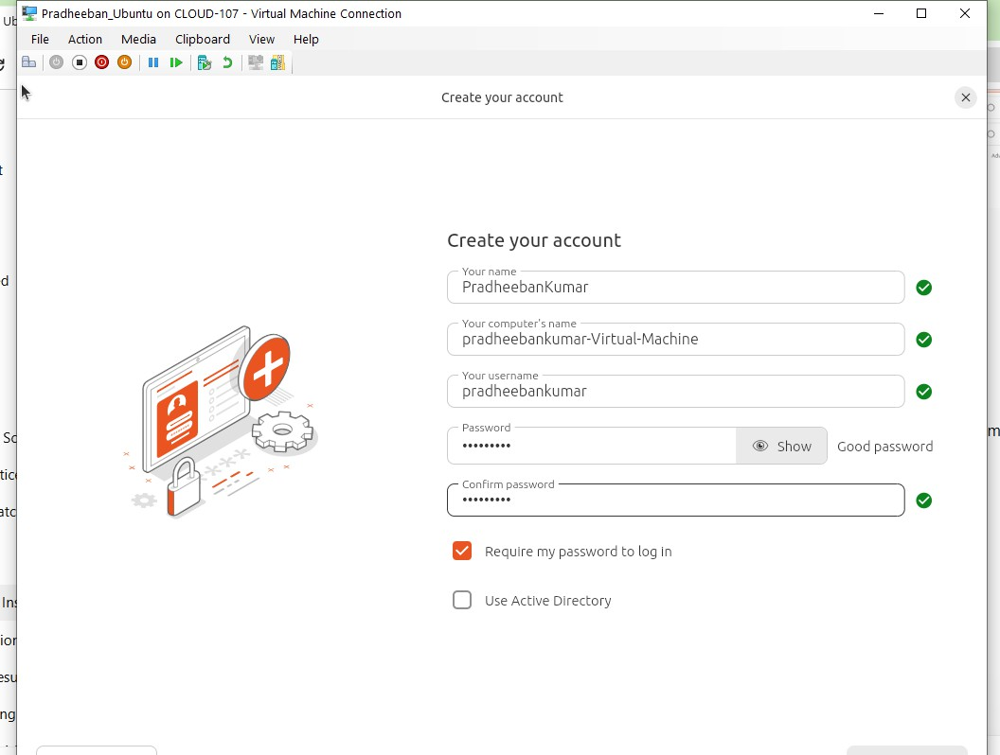 Pradheeban_Ubuntu on CLOUD-107 - Virtual Machine Connection
File Action Media Clipboard View Help
Create your account
Create your account
Your name
PradheebanKumar
Your computer's name
pradheebankumar-Virtual-Machine
Your username
pradheebankumar
Password
••••••••• Show Good password
Confirm password
•••••••••
Require my password to log in
Use Active Directory